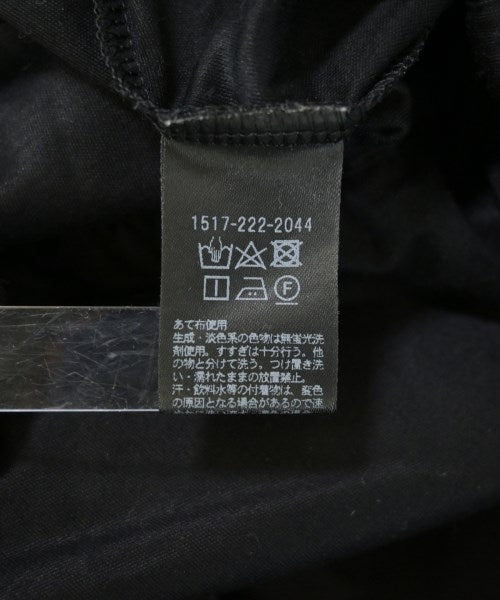 1517-222-2044
F
あて布使用
生成・淡色系の色物は無蛍光洗
剤使用。すすぎは十分行う。他
の物と分けて洗う。つけ置き洗
い・濡れたままの放置禁止。
汗・飲料水等の付着物は、変色
の原因となる場合があるので速